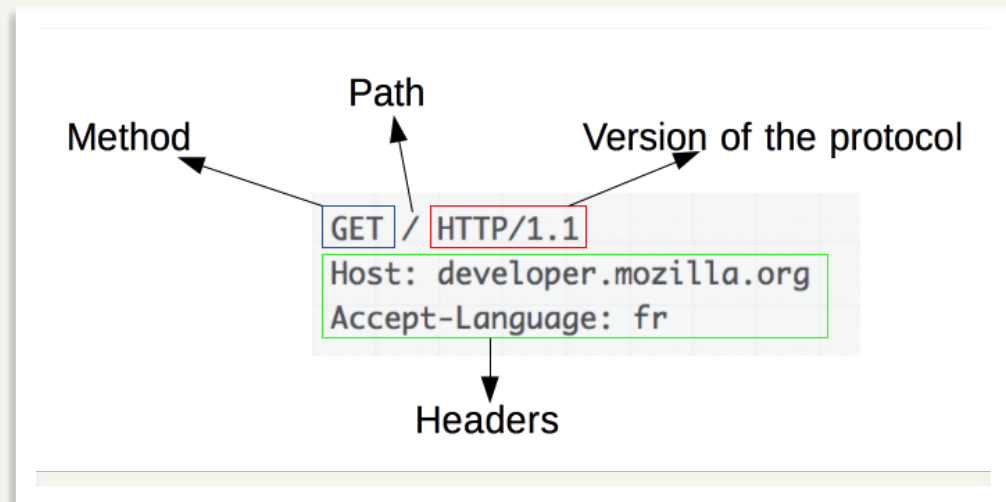 Path
Method
Version of the protocol
GET / HTTP/1.1
Host: developer.mozilla.org
Accept-Language: fr
Headers